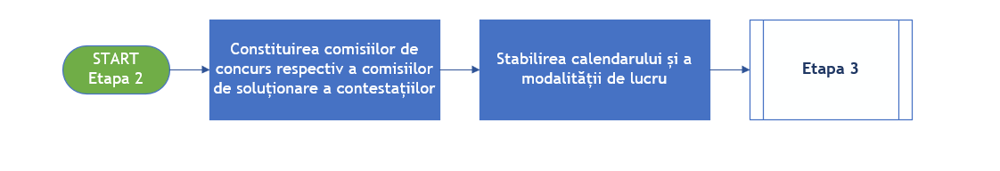 START
Etapa 2
Constituirea comisiilor de
concurs respectiv a comisiilor
de soluționare a contestațiilor
Stabilirea calendarului și a
modalității de lucru
Etapa 3